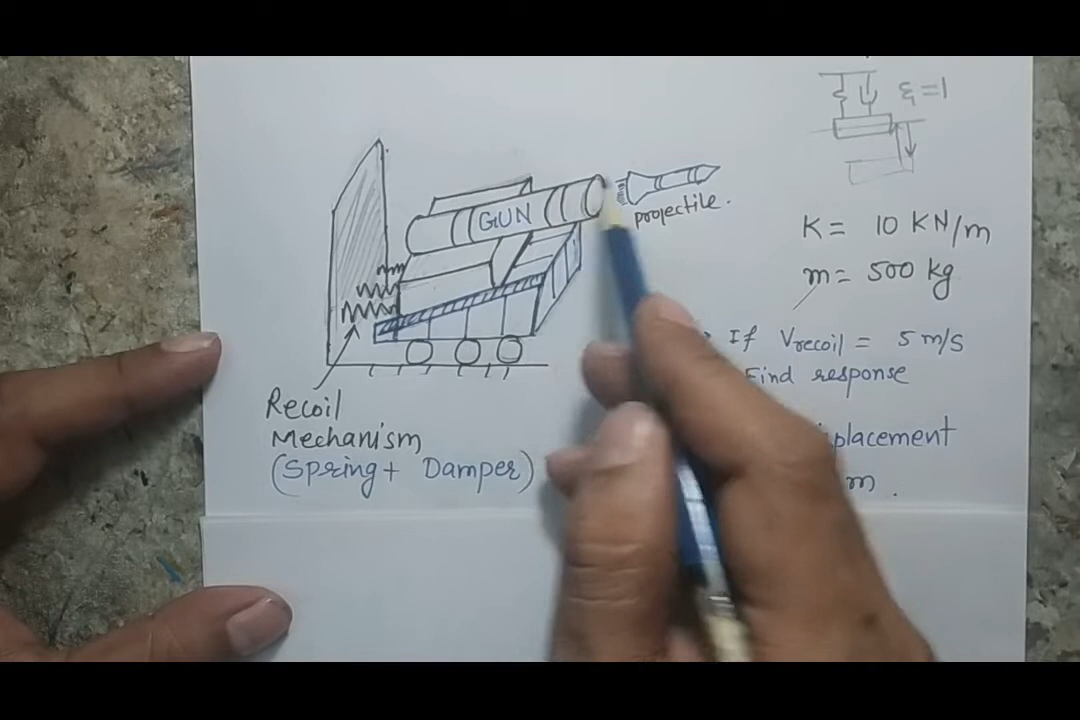 ξ=1
GUN
projectile.
K= 10 KN/m
m= 500 kg
If Vrecoil = 5 m/s
Find response
Recoil
Mechanism
(Spring+ Damper)
placement
m.